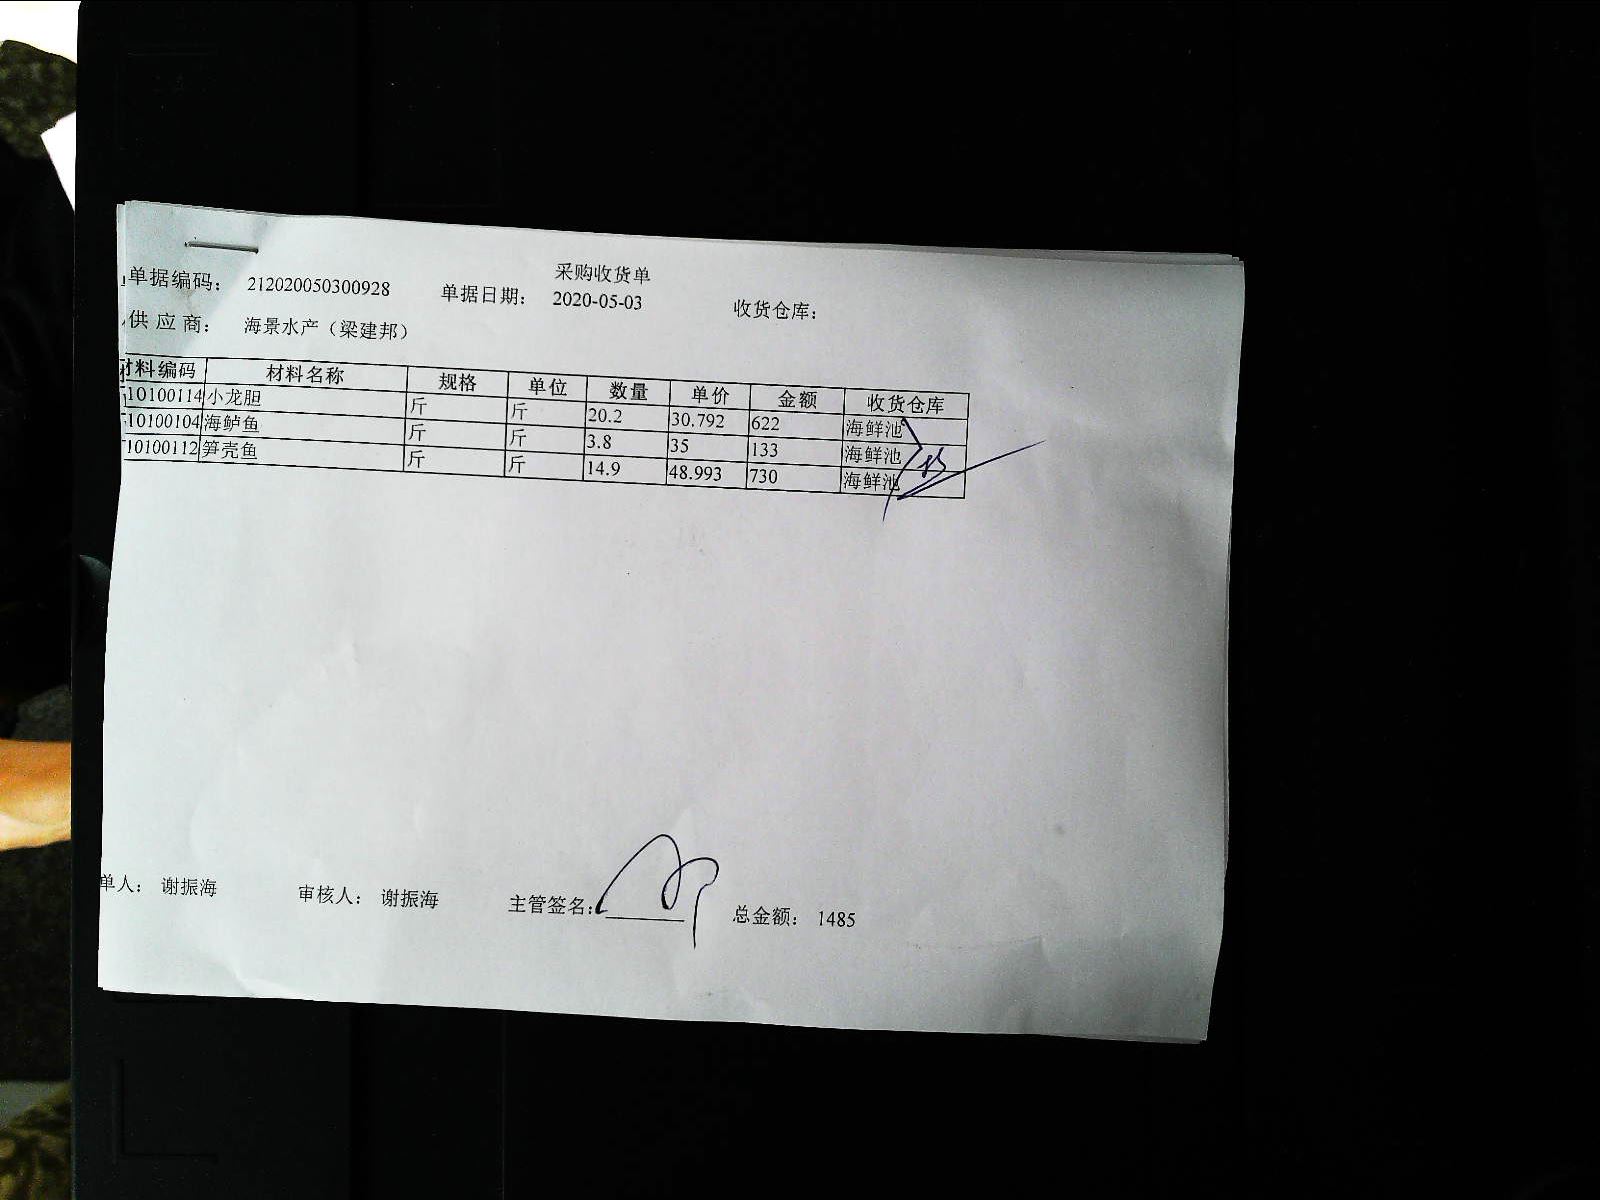 采购收货单
单据编码： 212020050300928 单据日期： 2020-05-03 收货仓库：
供 应 商： 海景水产（梁建邦）
材料编码 材料名称 规格 单位 数量 单价 金额 收货仓库
10100114 小龙胆 斤 斤 20.2 30.792 622 海鲜池
10100104 海鲈鱼 斤 斤 3.8 35 133 海鲜池
10100112 笋壳鱼 斤 斤 14.9 48.993 730 海鲜池
单人： 谢振海 审核人： 谢振海 主管签名： 总金额： 1485